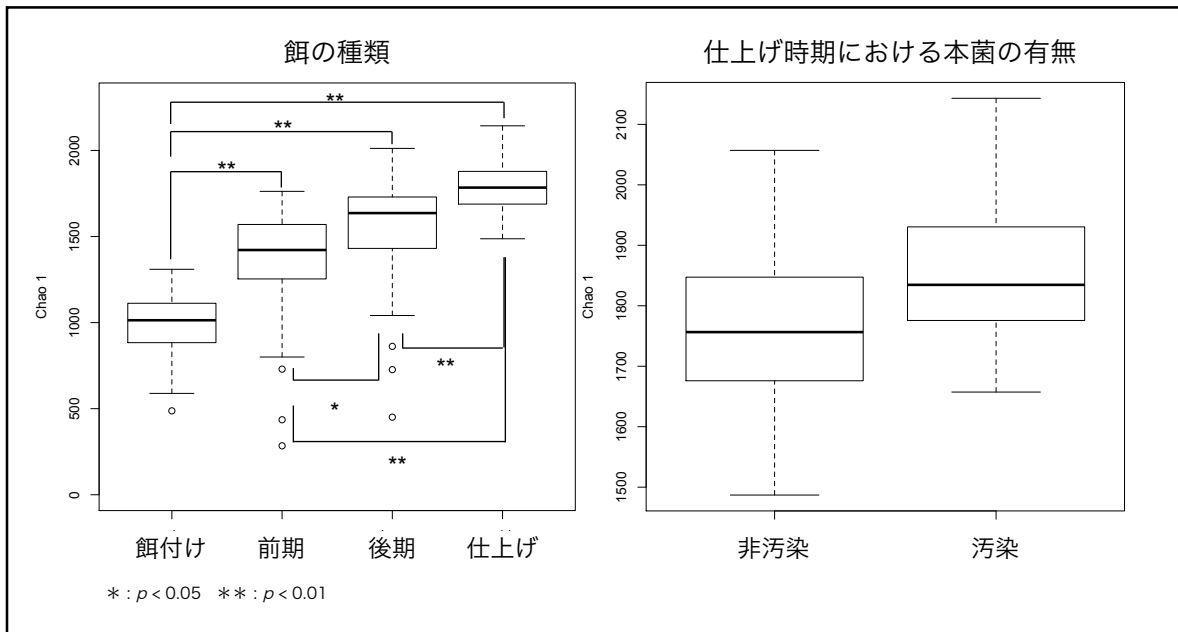 餌の種類
**
**
**
Chao 1
2000
1500
1000
500
0
**
*
**
餌付け 前期 後期 仕上げ
*：p < 0.05 **：p < 0.01
仕上げ時期における本菌の有無
Chao 1
2100
2000
1900
1800
1700
1600
1500
非汚染 汚染